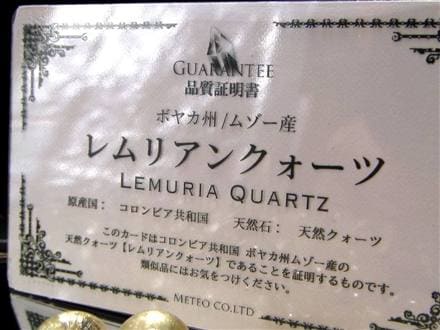 GUARANTEE
品質証明書
ボヤカ州/ムゾー産
レムリアンクォーツ
LEMURIA QUARTZ
原産国： コロンビア共和国　天然石： 天然クォーツ
このカードはコロンビア共和国 ボヤカ州ムゾー産の
天然クォーツ【レムリアンクォーツ】であることを証明するものです。
類似品にはお気をつけください。
METEO CO.LTD